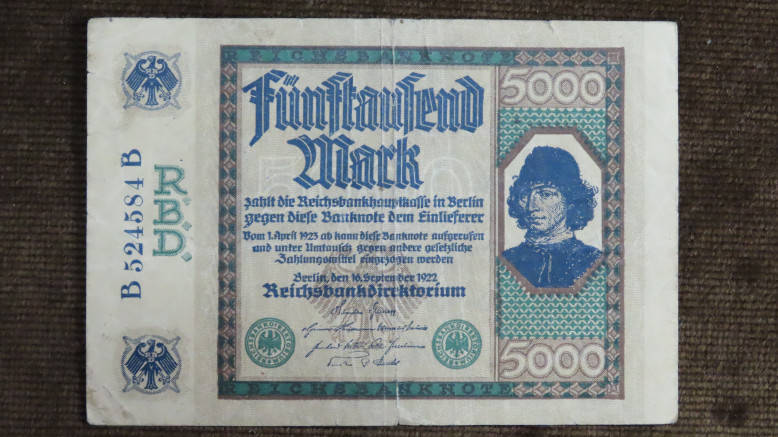 REICHSBANKNOTE
B 524584 B
R.B.D.
5000
Fünftausend
Mark
zahlt die Reichsbankhauptkasse in Berlin
gegen diese Banknote dem Einlieferer
Vom 1. April 1923 ab kann diese Banknote aufgerufen
und unter Umtausch gegen andere gesetzliche
Zahlungsmittel eingezogen werden
Berlin, den 16. September 1922
Reichsbankdirektorium
5000
REICHSBANKNOTE